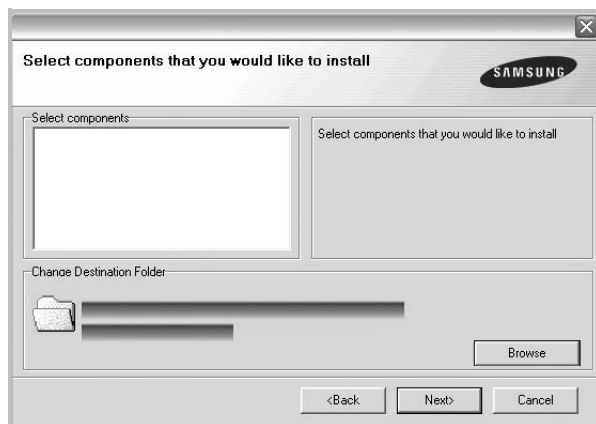 Select components that you would like to install
SAMSUNG
Select components
Select components that you would like to install
Change Destination Folder
Browse
<Back
Next>
Cancel